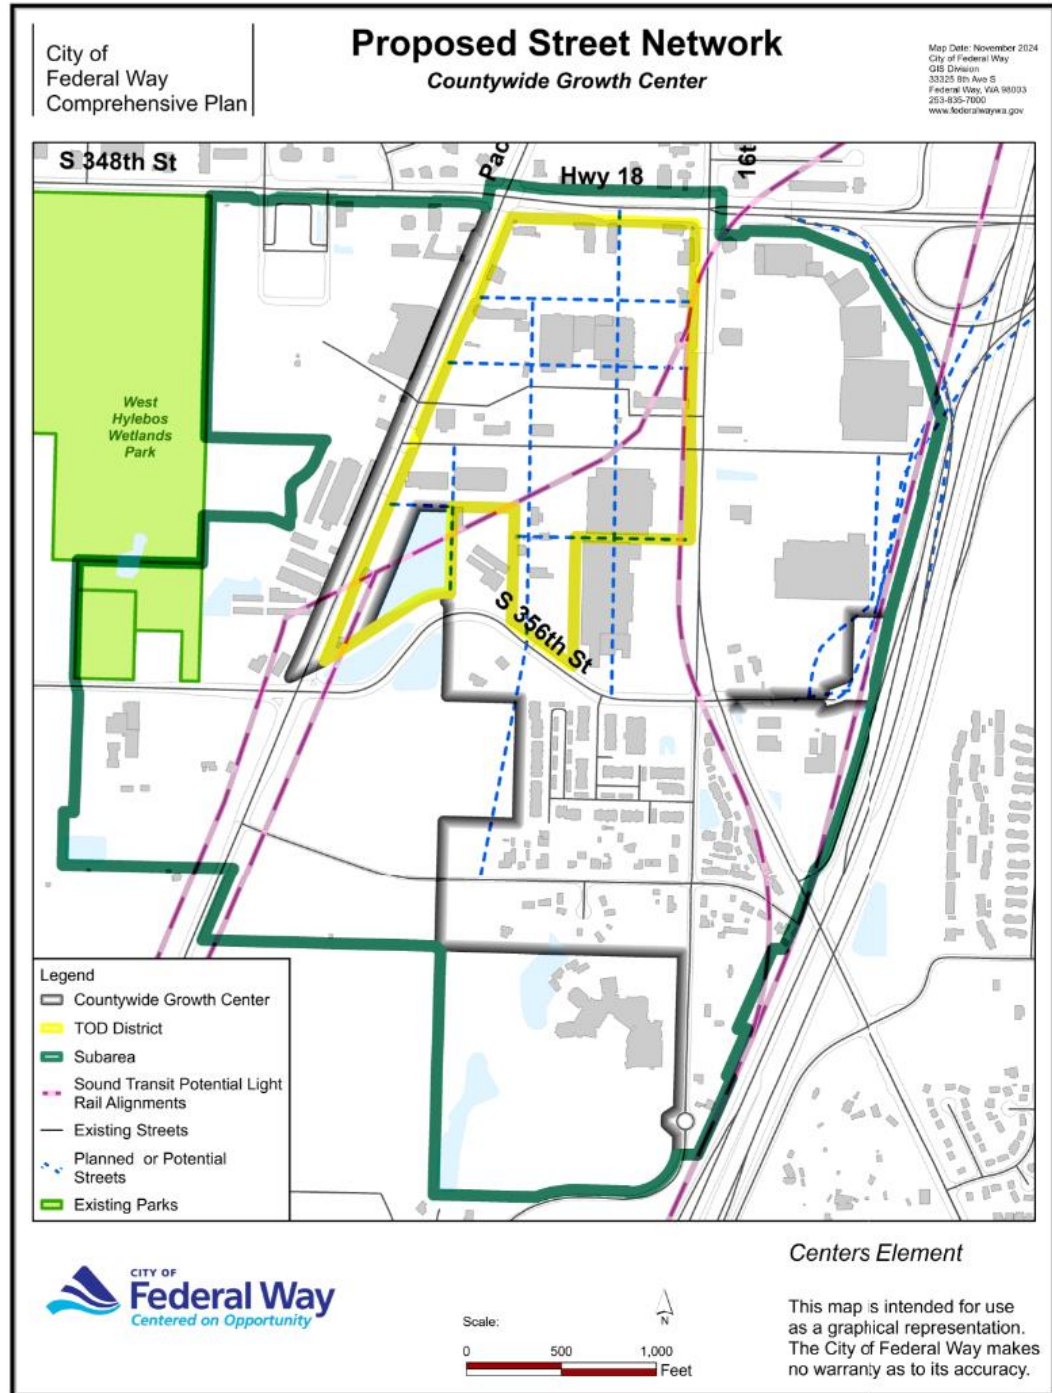 City of
Federal Way
Comprehensive Plan
Proposed Street Network
Countywide Growth Center
Map Date: November 2024
City of Federal Way
GIS Division
33325 8th Ave S
Federal Way, WA 98003
253-835-7000
www.federalwaywa.gov
S 348th St
Pac
Hwy 18
16t
West
Hylebos
Wetlands
Park
S 356th St
Legend
Countywide Growth Center
TOD District
Subarea
Sound Transit Potential Light
Rail Alignments
Existing Streets
Planned or Potential
Streets
Existing Parks
CITY OF
Federal Way
Centered on Opportunity
Scale:
N
0 500 1,000
Feet
Centers Element
This map is intended for use
as a graphical representation.
The City of Federal Way makes
no warranty as to its accuracy.